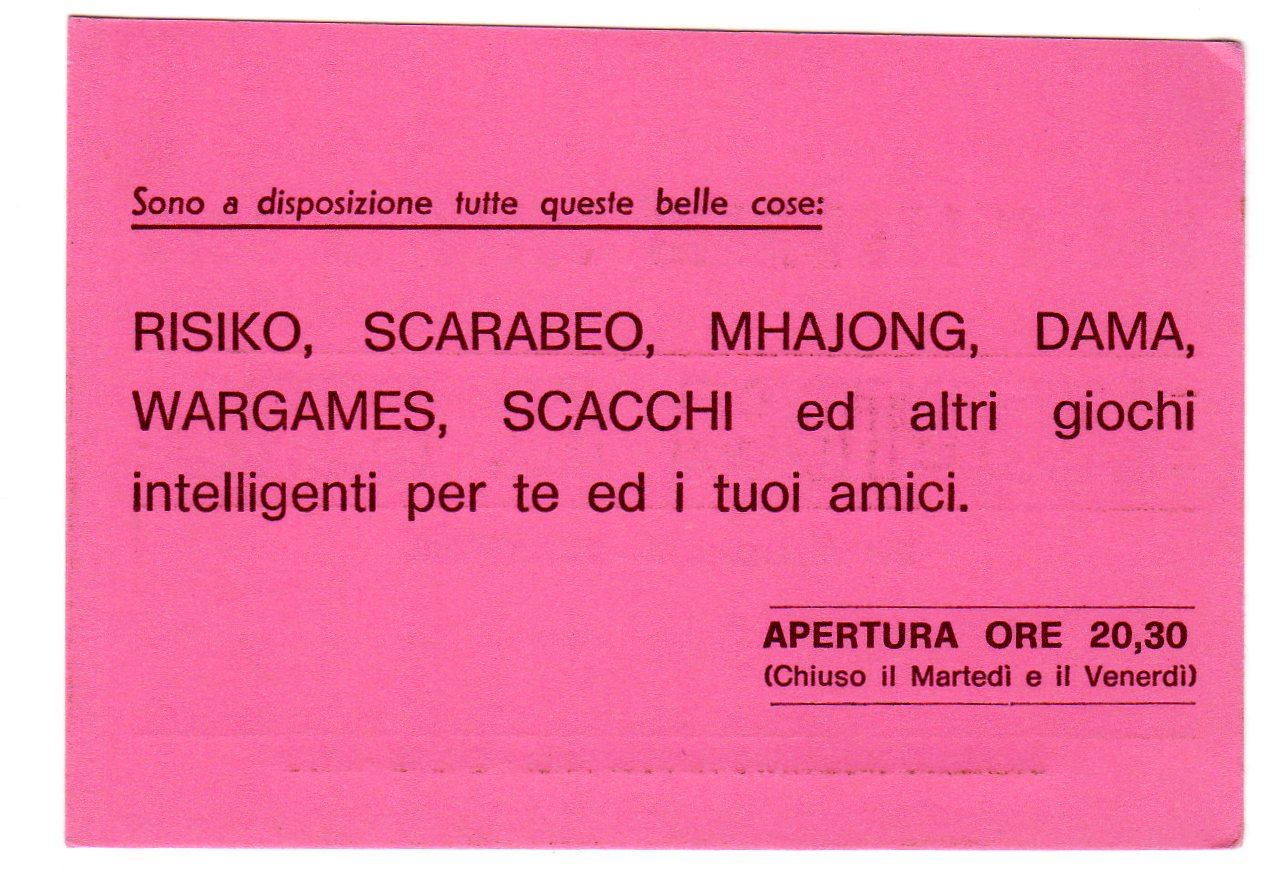 Sono a disposizione tutte queste belle cose:
RISIKO, SCARABEO, MHAJONG, DAMA,
WARGAMES, SCACCHI ed altri giochi
intelligenti per te ed i tuoi amici.
APERTURA ORE 20,30
(Chiuso il Martedì e il Venerdì)